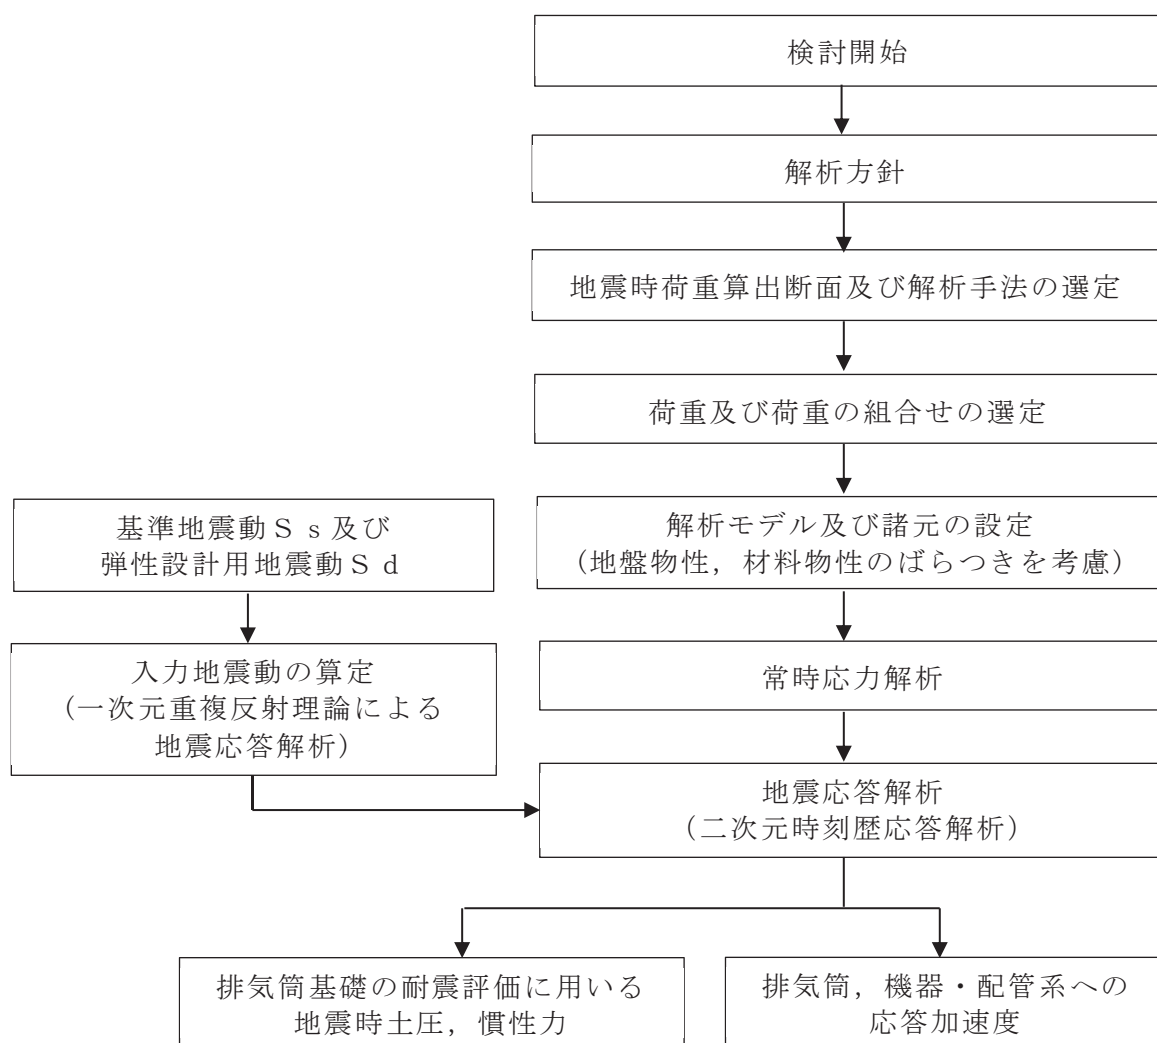 検討開始
解析方針
地震時荷重算出断面及び解析手法の選定
荷重及び荷重の組合せの選定
基準地震動Ｓｓ及び
弾性設計用地震動Ｓｄ
解析モデル及び諸元の設定
（地盤物性，材料物性のばらつきを考慮）
入力地震動の算定
（一次元重複反射理論による
地震応答解析）
常時応力解析
地震応答解析
（二次元時刻歴応答解析）
排気筒基礎の耐震評価に用いる
地震時土圧，慣性力
排気筒，機器・配管系への
応答加速度